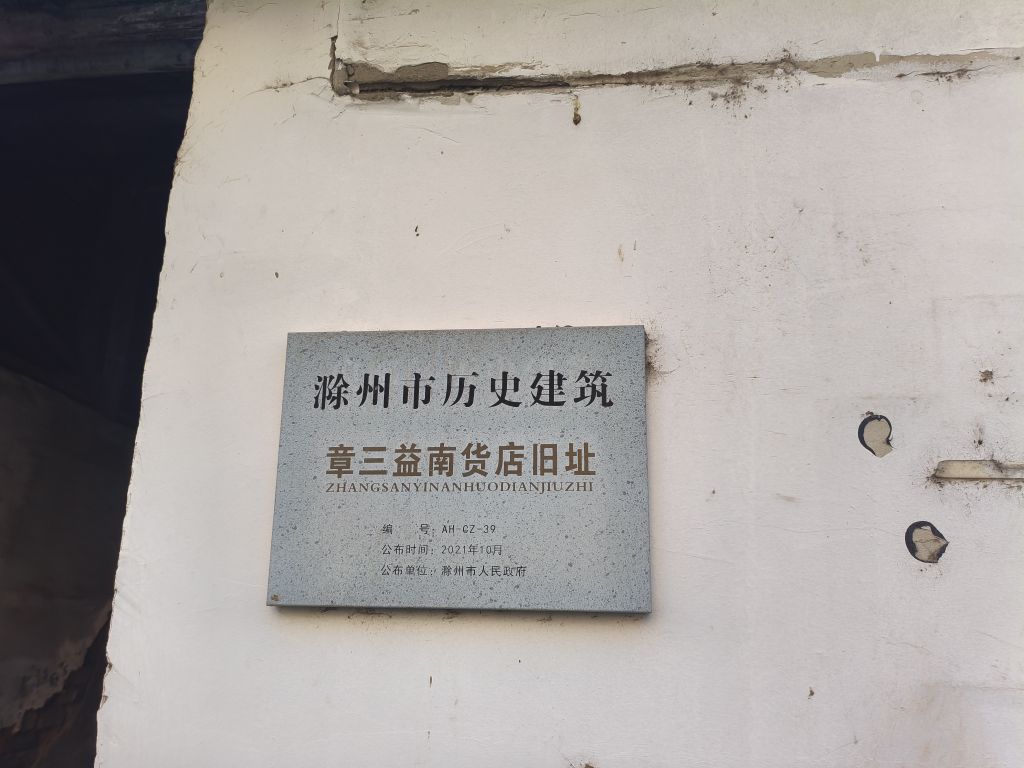 滁州市历史建筑
章三益南货店旧址
ZHANGSANYINANHUODIANJIUZHI
编　　号：AH-CZ-39
公布时间：2021年10月
公布单位：滁州市人民政府